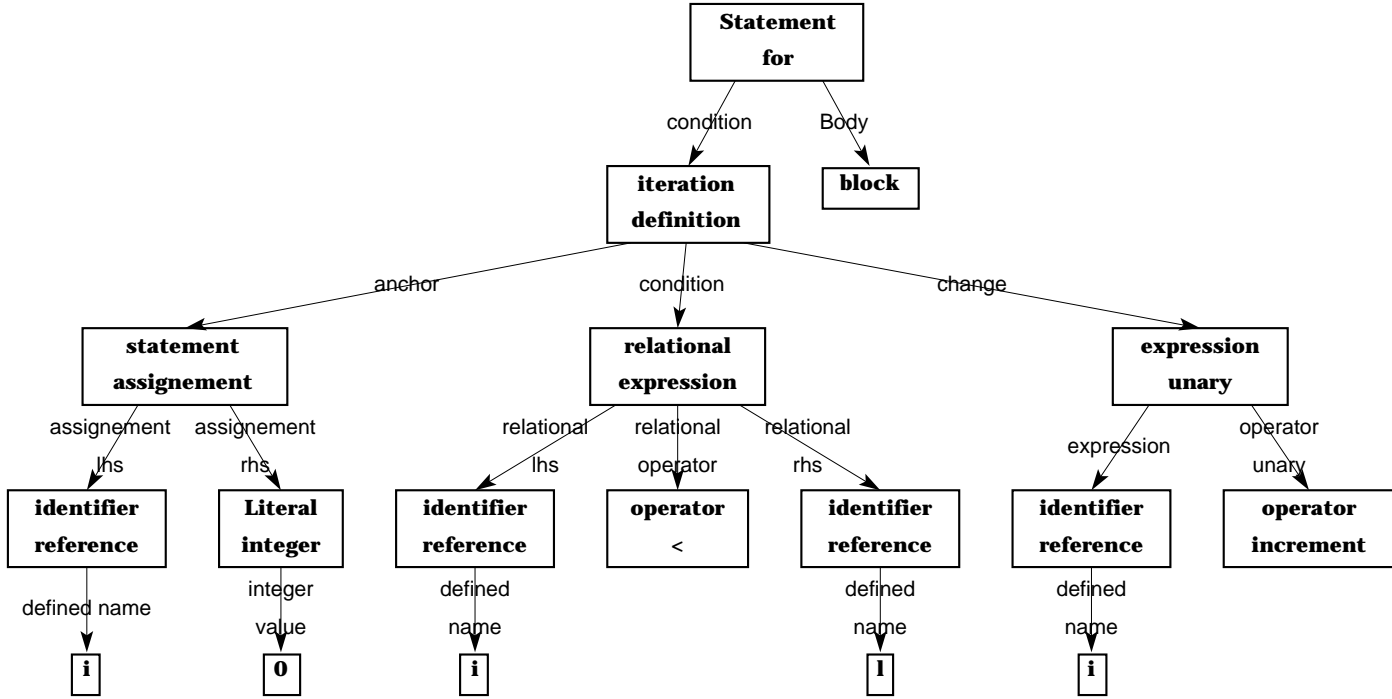 Statement
for
condition
Body
iteration
definition
block
anchor
condition
change
statement
assignement
relational
expression
expression
unary
assignement
lhs
assignement
rhs
relational
lhs
relational
operator
relational
rhs
expression
operator
unary
identifier
reference
Literal
integer
identifier
reference
operator
<
identifier
reference
identifier
reference
operator
increment
defined name
integer
value
defined
name
defined
name
defined
name
i
0
i
l
i